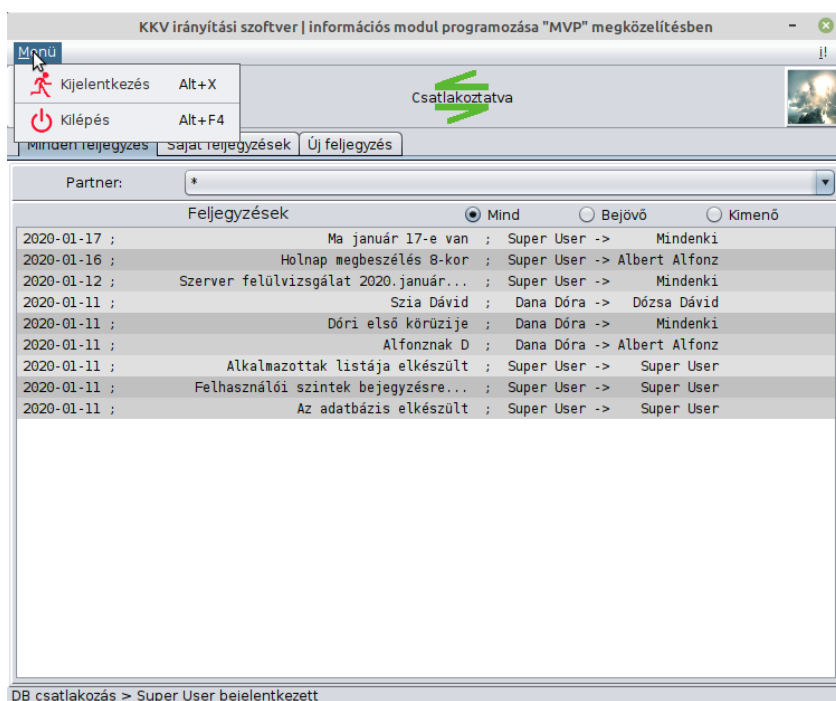 KKV irányítási szoftver | információs modul programozása "MVP" megközelítésben
Menü
i!
Kijelentkezés Alt+X
Kilépés Alt+F4
Csatlakoztatva
Minden feljegyzés Saját feljegyzések Új feljegyzés
Partner: *
Feljegyzések Mind Bejövő Kimenő
2020-01-17 ; Ma január 17-e van ; Super User -> Mindenki
2020-01-16 ; Holnap megbeszélés 8-kor ; Super User -> Albert Alfonz
2020-01-12 ; Szerver felülvizsgálat 2020.január... ; Super User -> Mindenki
2020-01-11 ; Szia Dávid ; Dana Dóra -> Dózsa Dávid
2020-01-11 ; Dóri első körüzije ; Dana Dóra -> Mindenki
2020-01-11 ; Alfonznak D ; Dana Dóra -> Albert Alfonz
2020-01-11 ; Alkalmazottak listája elkészült ; Super User -> Super User
2020-01-11 ; Felhasználói szintek bejegyzésre... ; Super User -> Super User
2020-01-11 ; Az adatbázis elkészült ; Super User -> Super User
DB csatlakozás > Super User bejelentkezett